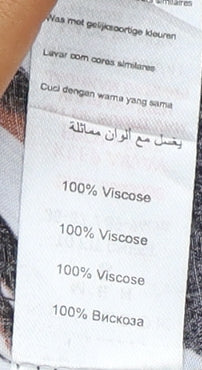 similares
Was met gelijksoortige kleuren
Lavar com cores similares
Cuci dengan warna yang sama
يغسل مع ألوان مماثلة
100% Viscose
100% Viscose
100% Viscose
100% Вискоза